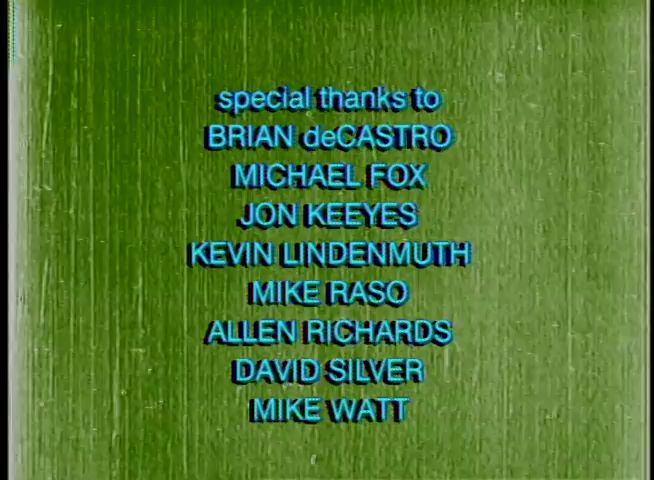 special thanks to
BRIAN deCASTRO
MICHAEL FOX
JON KEEYES
KEVIN LINDENMUTH
MIKE RASO
ALLEN RICHARDS
DAVID SILVER
MIKE WATT